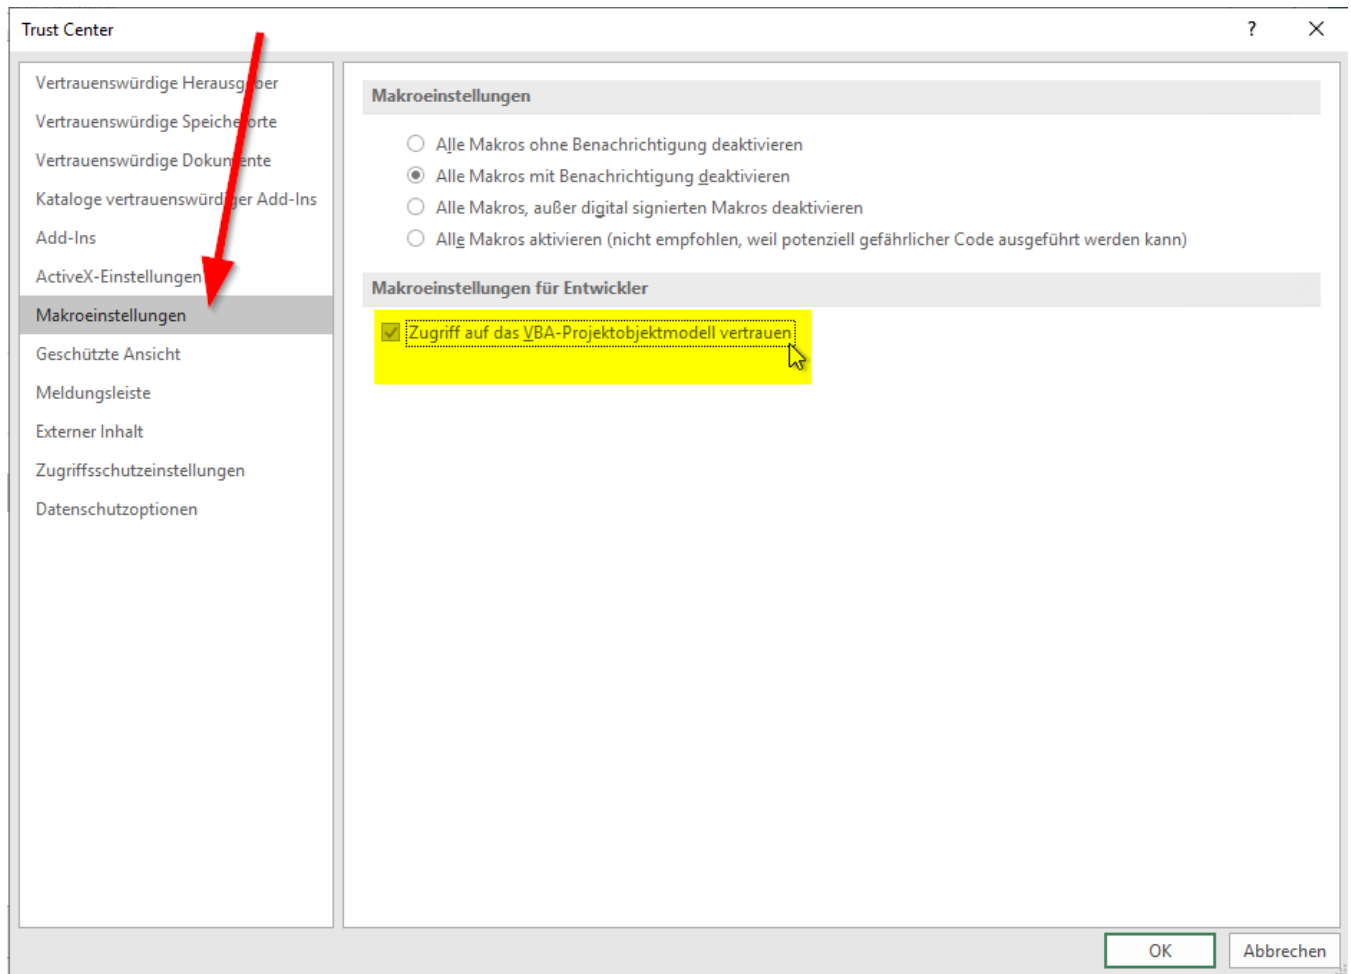 Trust Center
?
Vertrauenswürdige Herausgeber
Vertrauenswürdige Speicherorte
Vertrauenswürdige Dokumente
Kataloge vertrauenswürdiger Add-Ins
Add-Ins
ActiveX-Einstellungen
Makroeinstellungen
Geschützte Ansicht
Meldungsleiste
Externer Inhalt
Zugriffsschutzeinstellungen
Datenschutzoptionen
Makroeinstellungen
Alle Makros ohne Benachrichtigung deaktivieren
Alle Makros mit Benachrichtigung deaktivieren
Alle Makros, außer digital signierten Makros deaktivieren
Alle Makros aktivieren (nicht empfohlen, weil potenziell gefährlicher Code ausgeführt werden kann)
Makroeinstellungen für Entwickler
Zugriff auf das VBA-Projektobjektmodell vertrauen
OK
Abbrechen